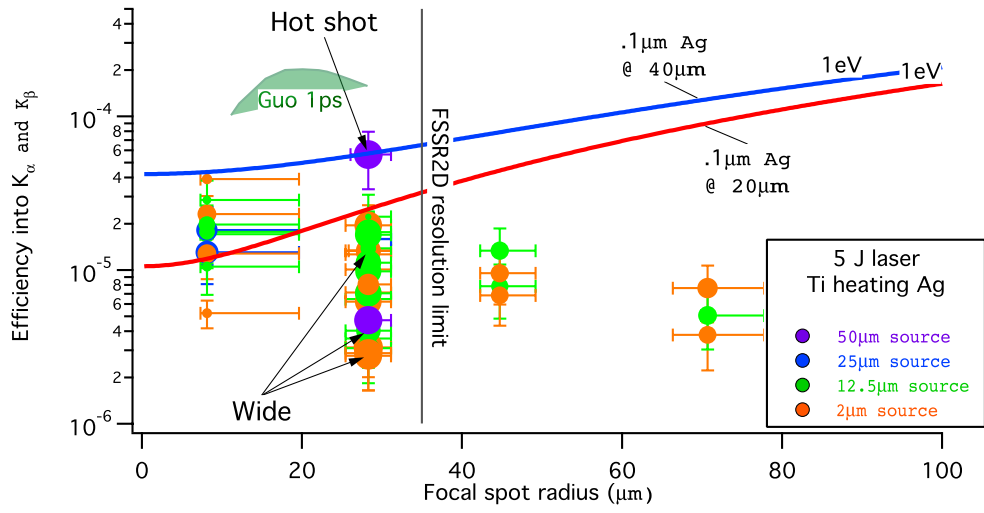 Efficiency into Kα and Kβ
4
2
10⁻⁴
8
6
4
2
10⁻⁵
8
6
4
2
10⁻⁶
Hot shot
Guo 1ps
FSSR2D resolution limit
.1µm Ag
@ 40µm
1eV
1eV
.1µm Ag
@ 20µm
Wide
5 J laser
Ti heating Ag
50µm source
25µm source
12.5µm source
2µm source
0
20
40
60
80
100
Focal spot radius (µm)